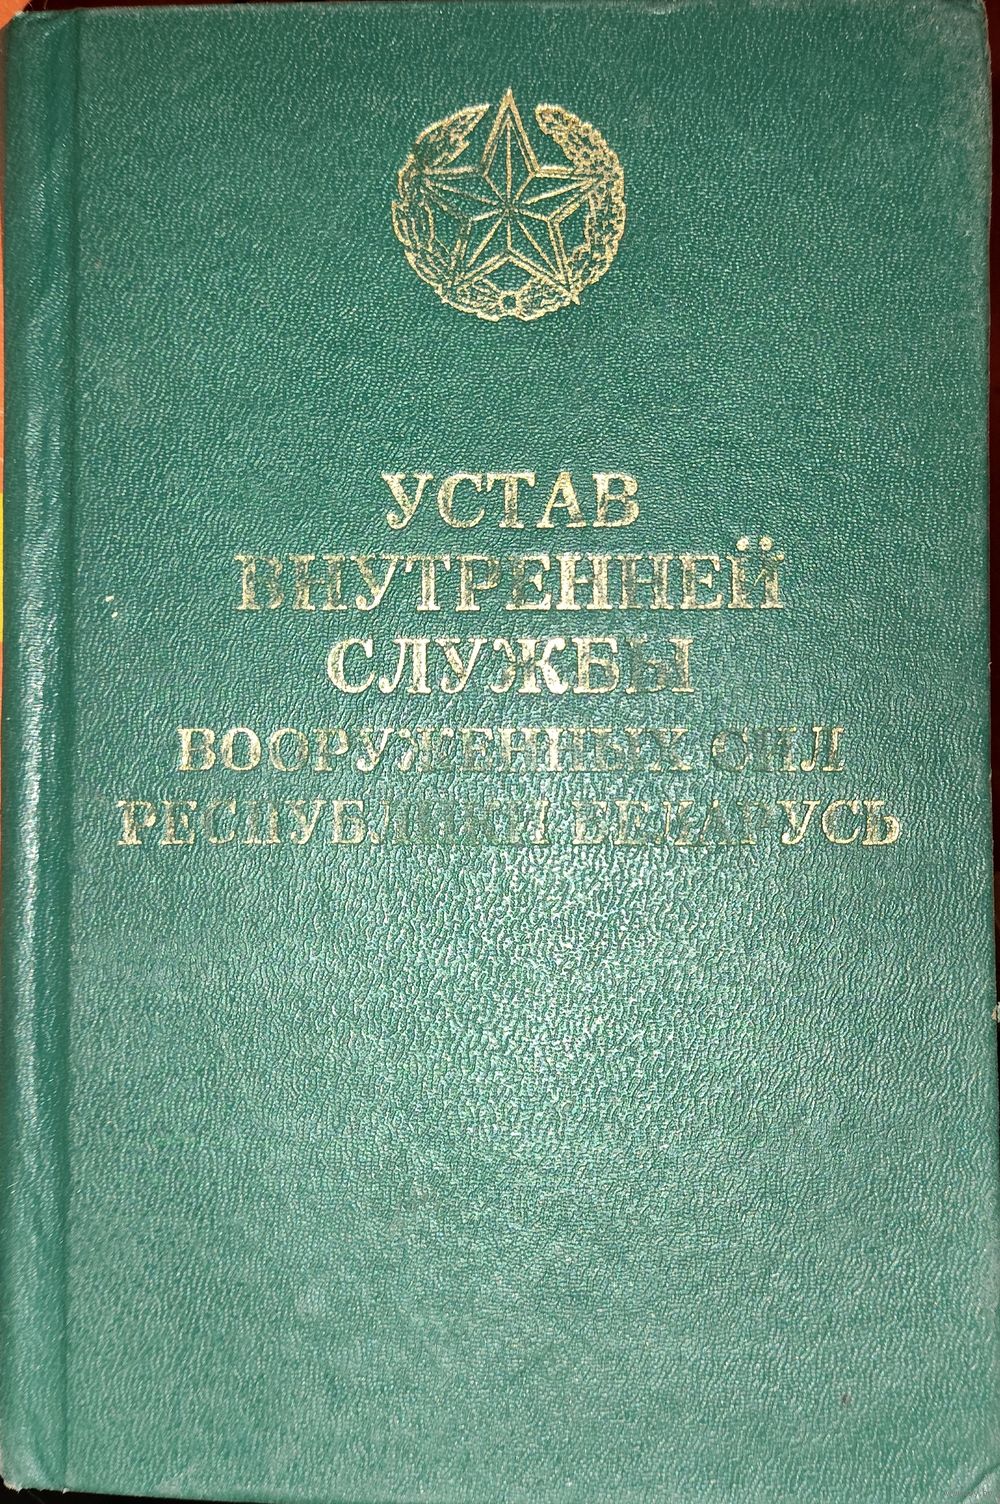 УСТАВ
ВНУТРЕННЕЙ
СЛУЖБЫ
ВООРУЖЕННЫХ СИЛ
РЕСПУБЛИКИ БЕЛАРУСЬ